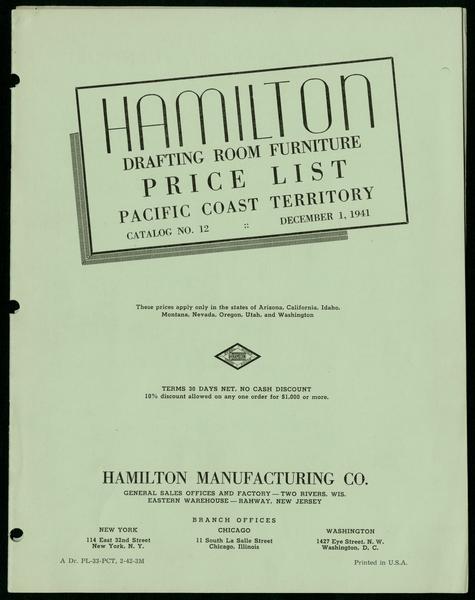 HAMILTON
DRAFTING ROOM FURNITURE
PRICE LIST
PACIFIC COAST TERRITORY
CATALOG NO. 12 :: DECEMBER 1, 1941
These prices apply only in the states of Arizona, California, Idaho,
Montana, Nevada, Oregon, Utah, and Washington
HAMILTON
TERMS 30 DAYS NET, NO CASH DISCOUNT
10% discount allowed on any one order for $1,000 or more.
HAMILTON MANUFACTURING CO.
GENERAL SALES OFFICES AND FACTORY — TWO RIVERS, WIS.
EASTERN WAREHOUSE — RAHWAY, NEW JERSEY
BRANCH OFFICES
NEW YORK CHICAGO WASHINGTON
114 East 32nd Street 11 South La Salle Street 1427 Eye Street, N. W.
New York, N. Y. Chicago, Illinois Washington, D. C.
A Dr. PL-33-PCT, 2-42-3M Printed in U.S.A.